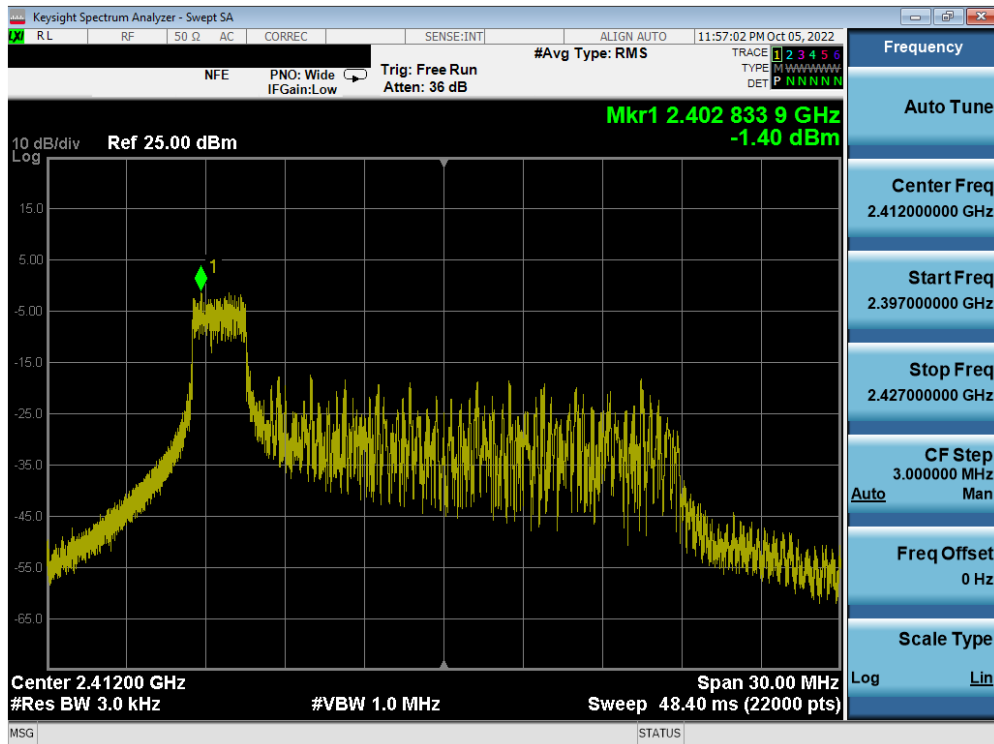 Keysight Spectrum Analyzer - Swept SA
LXI RL RF 50 Ω AC CORREC SENSE:INT ALIGN AUTO 11:57:02 PM Oct 05, 2022
NFE PNO: Wide Trig: Free Run #Avg Type: RMS TRACE 1 2 3 4 5 6
IFGain:Low Atten: 36 dB TYPE M WWWWW
DET P N N N N N
Mkr1 2.402 833 9 GHz
-1.40 dBm
10 dB/div Ref 25.00 dBm
Log
15.0
5.00
1
-5.00
-15.0
-25.0
-35.0
-45.0
-55.0
-65.0
Center 2.41200 GHz Span 30.00 MHz
#Res BW 3.0 kHz #VBW 1.0 MHz Sweep 48.40 ms (22000 pts)
MSG STATUS
Frequency
Auto Tune
Center Freq
2.412000000 GHz
Start Freq
2.397000000 GHz
Stop Freq
2.427000000 GHz
CF Step
3.000000 MHz
Auto Man
Freq Offset
0 Hz
Scale Type
Log Lin